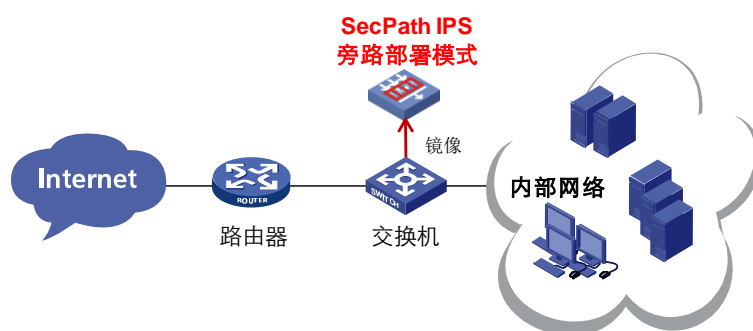 SecPath IPS
旁路部署模式
镜像
Internet
ROUTER
SWITCH
内部网络
路由器
交换机